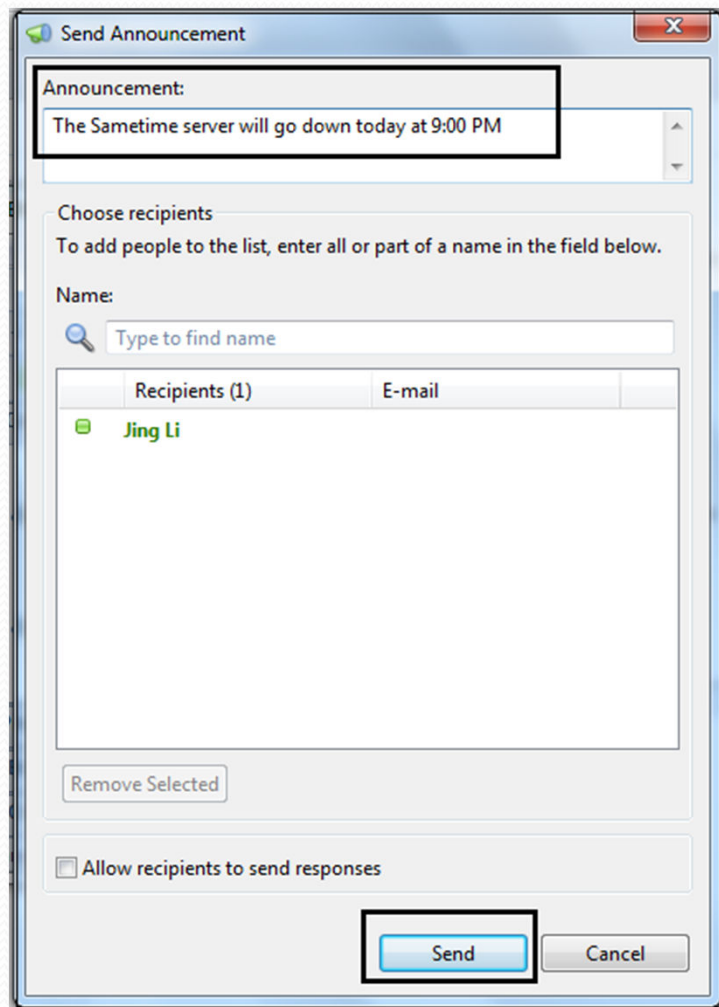 Send Announcement
Announcement:
The Sametime server will go down today at 9:00 PM
Choose recipients
To add people to the list, enter all or part of a name in the field below.
Name:
Type to find name
Recipients (1) E-mail
Jing Li
Remove Selected
Allow recipients to send responses
Send Cancel